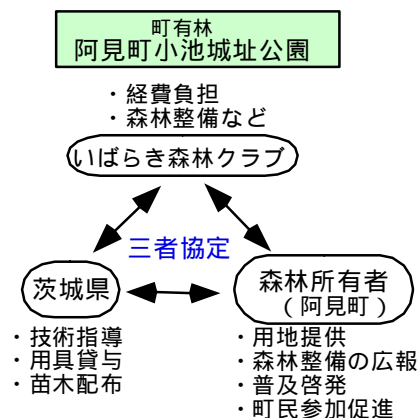 町有林
阿見町小池城址公園
・経費負担
・森林整備など
いばらき森林クラブ
三者協定
茨城県
・技術指導
・用具貸与
・苗木配布
森林所有者
（阿見町）
・用地提供
・森林整備の広報
・普及啓発
・町民参加促進